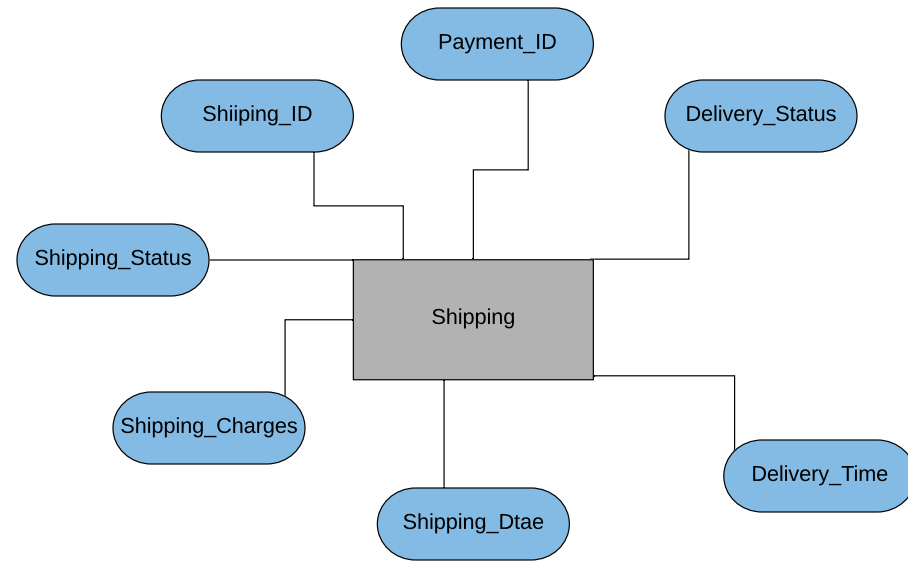 Payment_ID
Shiiping_ID
Delivery_Status
Shipping_Status
Shipping
Shipping_Charges
Delivery_Time
Shipping_Dtae